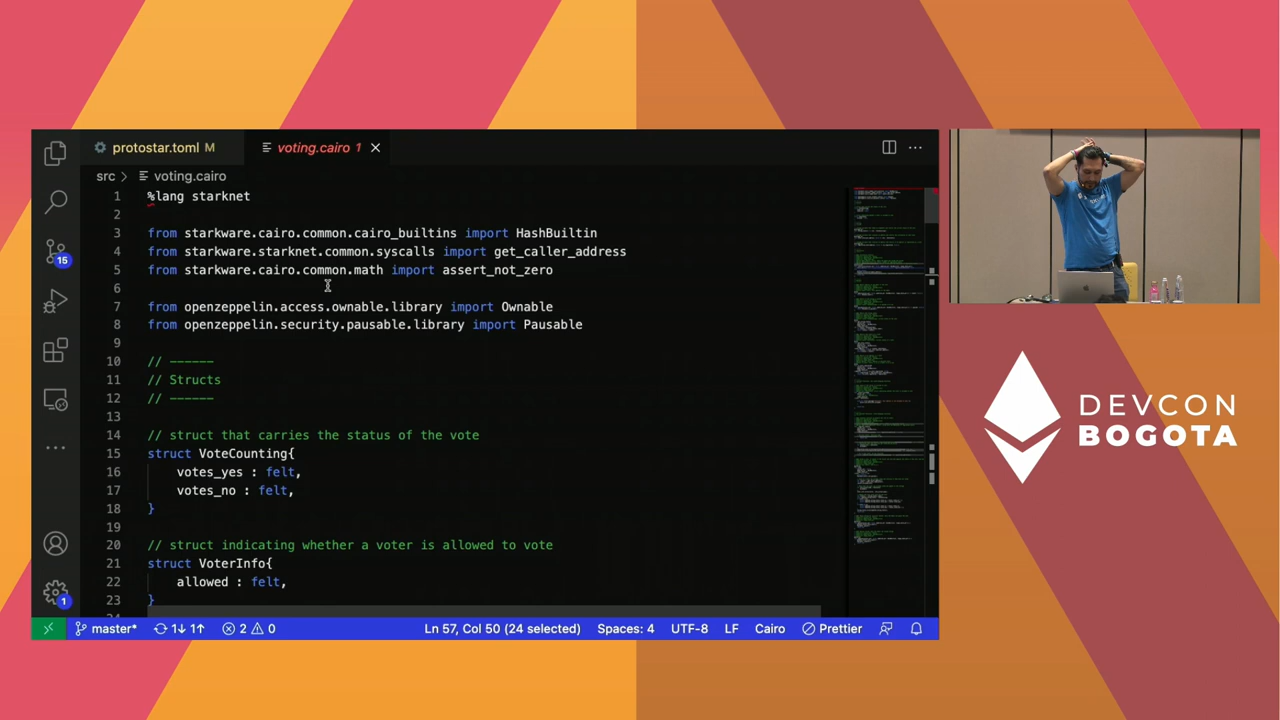 protostar.toml M
voting.cairo 1
src > voting.cairo
1 %lang starknet
2
3 from starkware.cairo.common.cairo_builtins import HashBuiltin
4 from starkware.starknet.common.syscalls import get_caller_address
5 from starkware.cairo.common.math import assert_not_zero
6
7 from openzeppelin.access.ownable.library import Ownable
8 from openzeppelin.security.pausable.library import Pausable
9
10 // ------
11 // Structs
12 // ------
13
14 // struct that carries the status of the vote
15 struct VoteCounting{
16 votes_yes : felt,
17 votes_no : felt,
18 }
19
20 // struct indicating whether a voter is allowed to vote
21 struct VoterInfo{
22 allowed : felt,
23 }
15
1
master* 1↓ 1↑ 2 0 Ln 57, Col 50 (24 selected) Spaces: 4 UTF-8 LF Cairo Prettier
DEVCON
BOGOTA